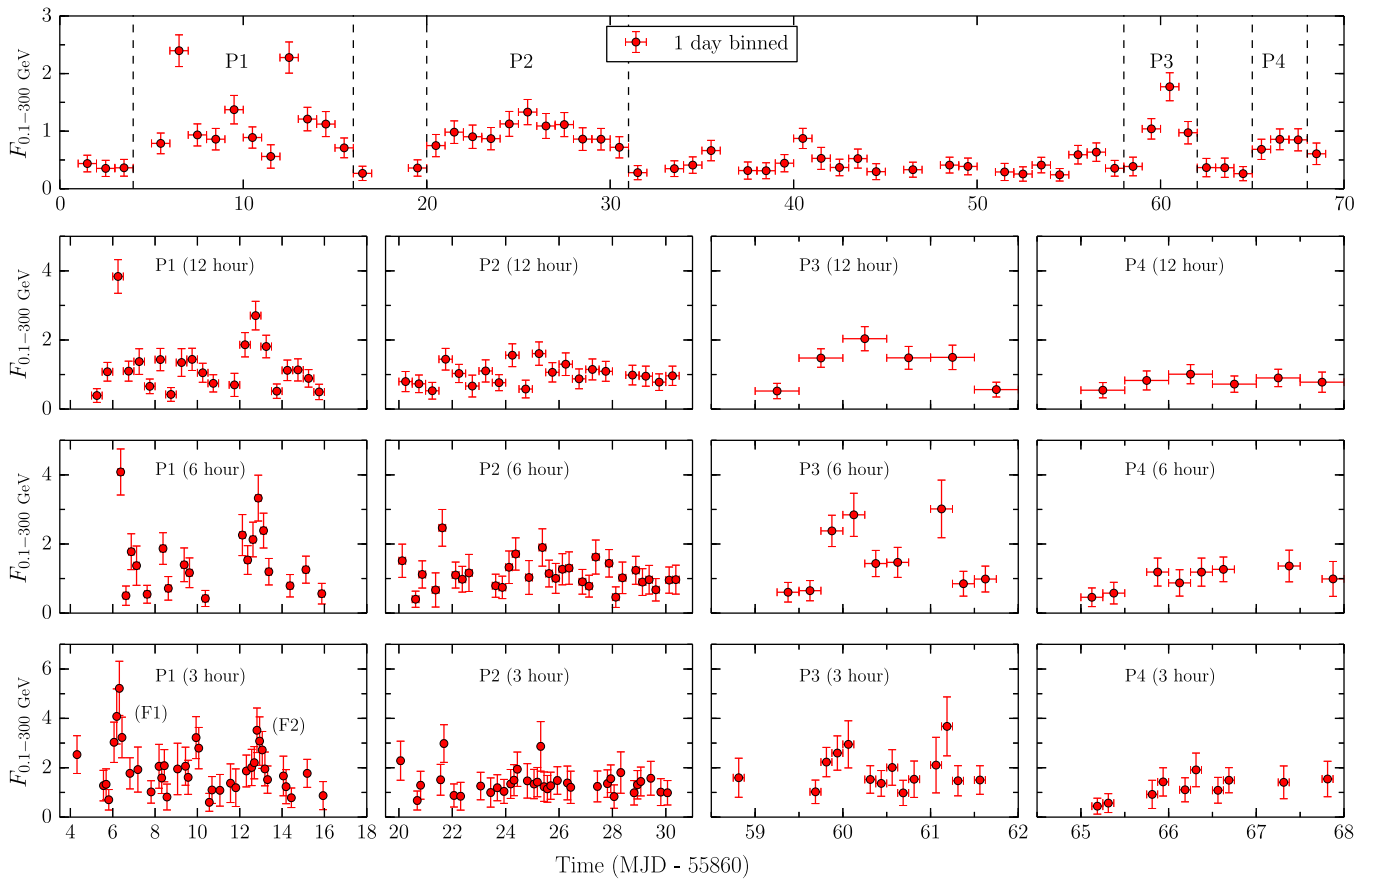 F0.1−300 GeV
3
2
1
0
P1
P2
1 day binned
P3
P4
0 10 20 30 40 50 60 70
F0.1−300 GeV
4
2
0
P1 (12 hour)
P2 (12 hour)
P3 (12 hour)
P4 (12 hour)
F0.1−300 GeV
4
2
0
P1 (6 hour)
P2 (6 hour)
P3 (6 hour)
P4 (6 hour)
F0.1−300 GeV
6
4
2
0
P1 (3 hour)
(F1)
(F2)
P2 (3 hour)
P3 (3 hour)
P4 (3 hour)
4 6 8 10 12 14 16 18 20 22 24 26 28 30 59 60 61 62 65 66 67 68
Time (MJD - 55860)